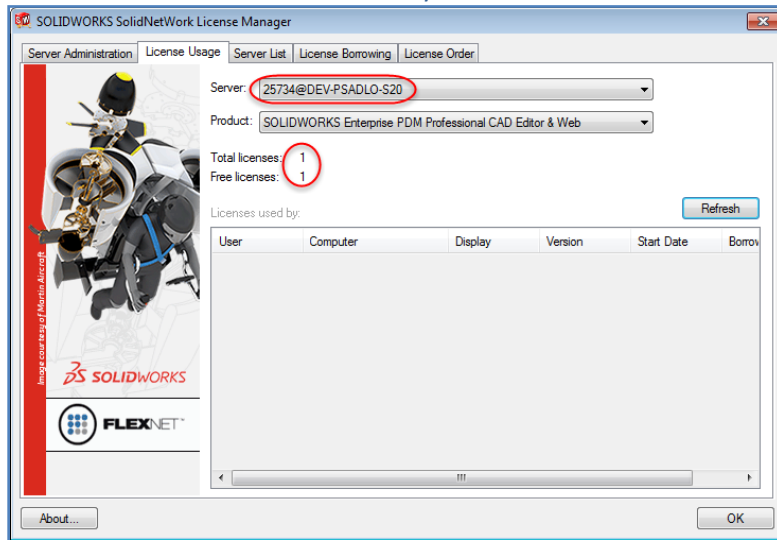 SOLIDWORKS SolidNetWork License Manager
Server Administration License Usage Server List License Borrowing License Order
Server: 25734@DEV-PSADLO-S20
Product: SOLIDWORKS Enterprise PDM Professional CAD Editor & Web
Total licenses: 1
Free licenses: 1
Licenses used by:
Refresh
User Computer Display Version Start Date Borrow
Image courtesy of Martin Aircraft
SOLIDWORKS
FLEXNET
About...
OK